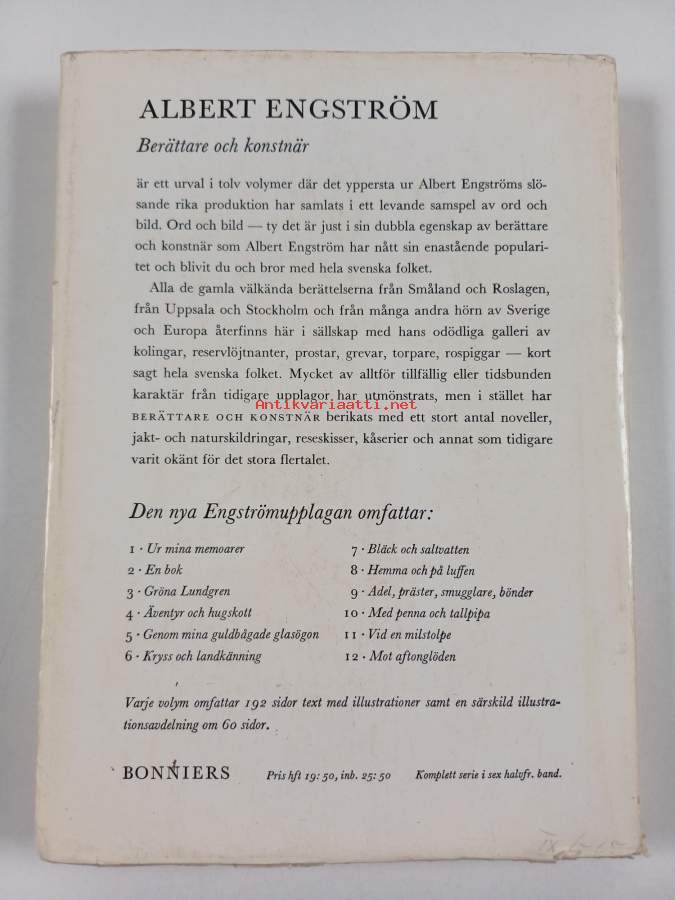 ALBERT ENGSTRÖM
Berättare och konstnär
är ett urval i tolv volymer där det yppersta ur Albert Engströms slö-
sande rika produktion har samlats i ett levande samspel av ord och
bild. Ord och bild — ty det är just i sin dubbla egenskap av berättare
och konstnär som Albert Engström har nått sin enastående populari-
tet och blivit du och bror med hela svenska folket.
Alla de gamla välkända berättelserna från Småland och Roslagen,
från Uppsala och Stockholm och från många andra hörn av Sverige
och Europa återfinns här i sällskap med hans odödliga galleri av
kolingar, reservlöjtnanter, prostar, grevar, torpare, rospiggar — kort
sagt hela svenska folket. Mycket av alltför tillfällig eller tidsbunden
karaktär från tidigare upplagor har utmönstrats, men i stället har
Antikvariaatti.net
BERÄTTARE OCH KONSTNÄR berikats med ett stort antal noveller,
jakt- och naturskildringar, reseskisser, kåserier och annat som tidigare
varit okänt för det stora flertalet.
Den nya Engströmupplagan omfattar:
1 · Ur mina memoarer
2 · En bok
3 · Gröna Lundgren
4 · Äventyr och hugskott
5 · Genom mina guldbågade glasögon
6 · Kryss och landkänning
7 · Bläck och saltvatten
8 · Hemma och på luffen
9 · Adel, präster, smugglare, bönder
10 · Med penna och tallpipa
11 · Vid en milstolpe
12 · Mot aftonglöden
Varje volym omfattar 192 sidor text med illustrationer samt en särskild illustra-
tionsavdelning om 60 sidor.
BONNIERS Pris hft 19: 50, inb. 25: 50 Komplett serie i sex halvfr. band.